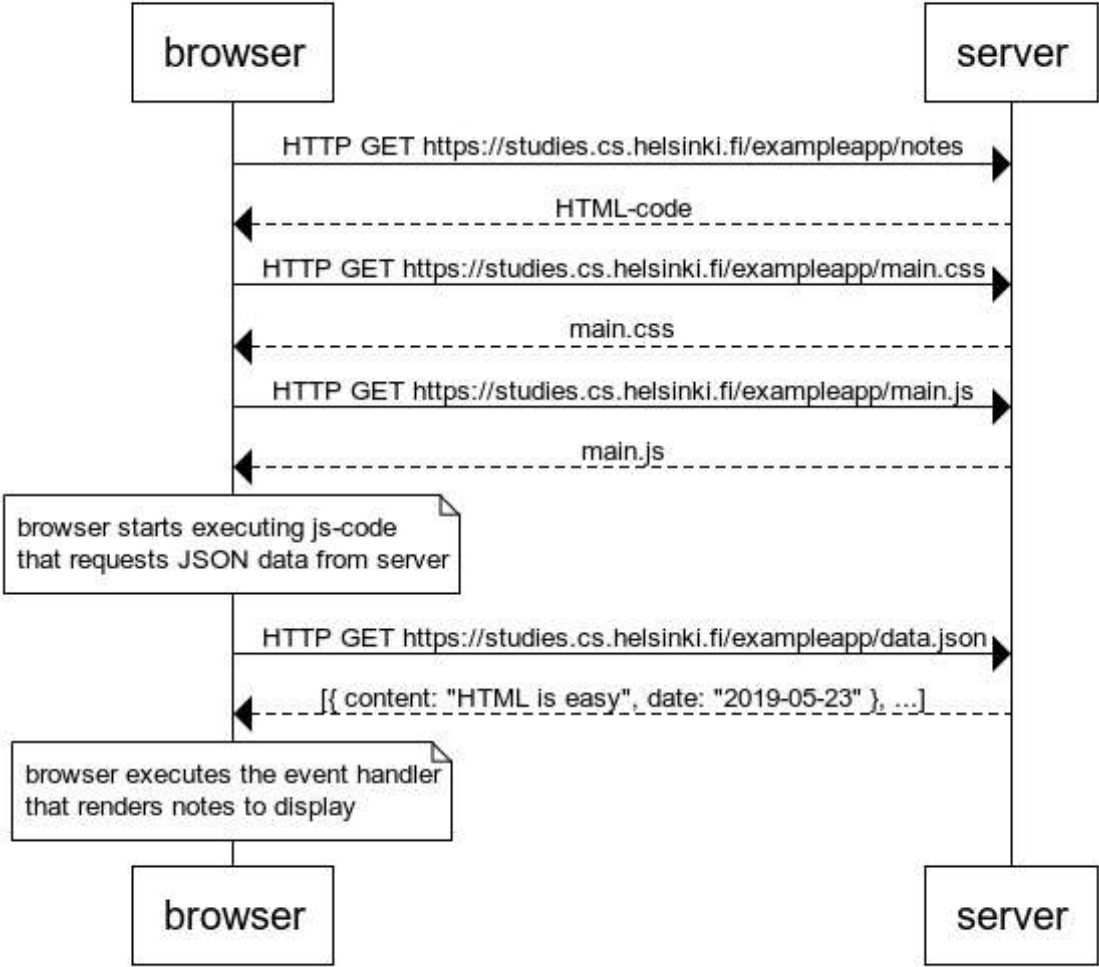 browser
server
HTTP GET https://studies.cs.helsinki.fi/exampleapp/notes
HTML-code
HTTP GET https://studies.cs.helsinki.fi/exampleapp/main.css
main.css
HTTP GET https://studies.cs.helsinki.fi/exampleapp/main.js
main.js
browser starts executing js-code
that requests JSON data from server
HTTP GET https://studies.cs.helsinki.fi/exampleapp/data.json
[{ content: "HTML is easy", date: "2019-05-23" }, ...]
browser executes the event handler
that renders notes to display
browser
server